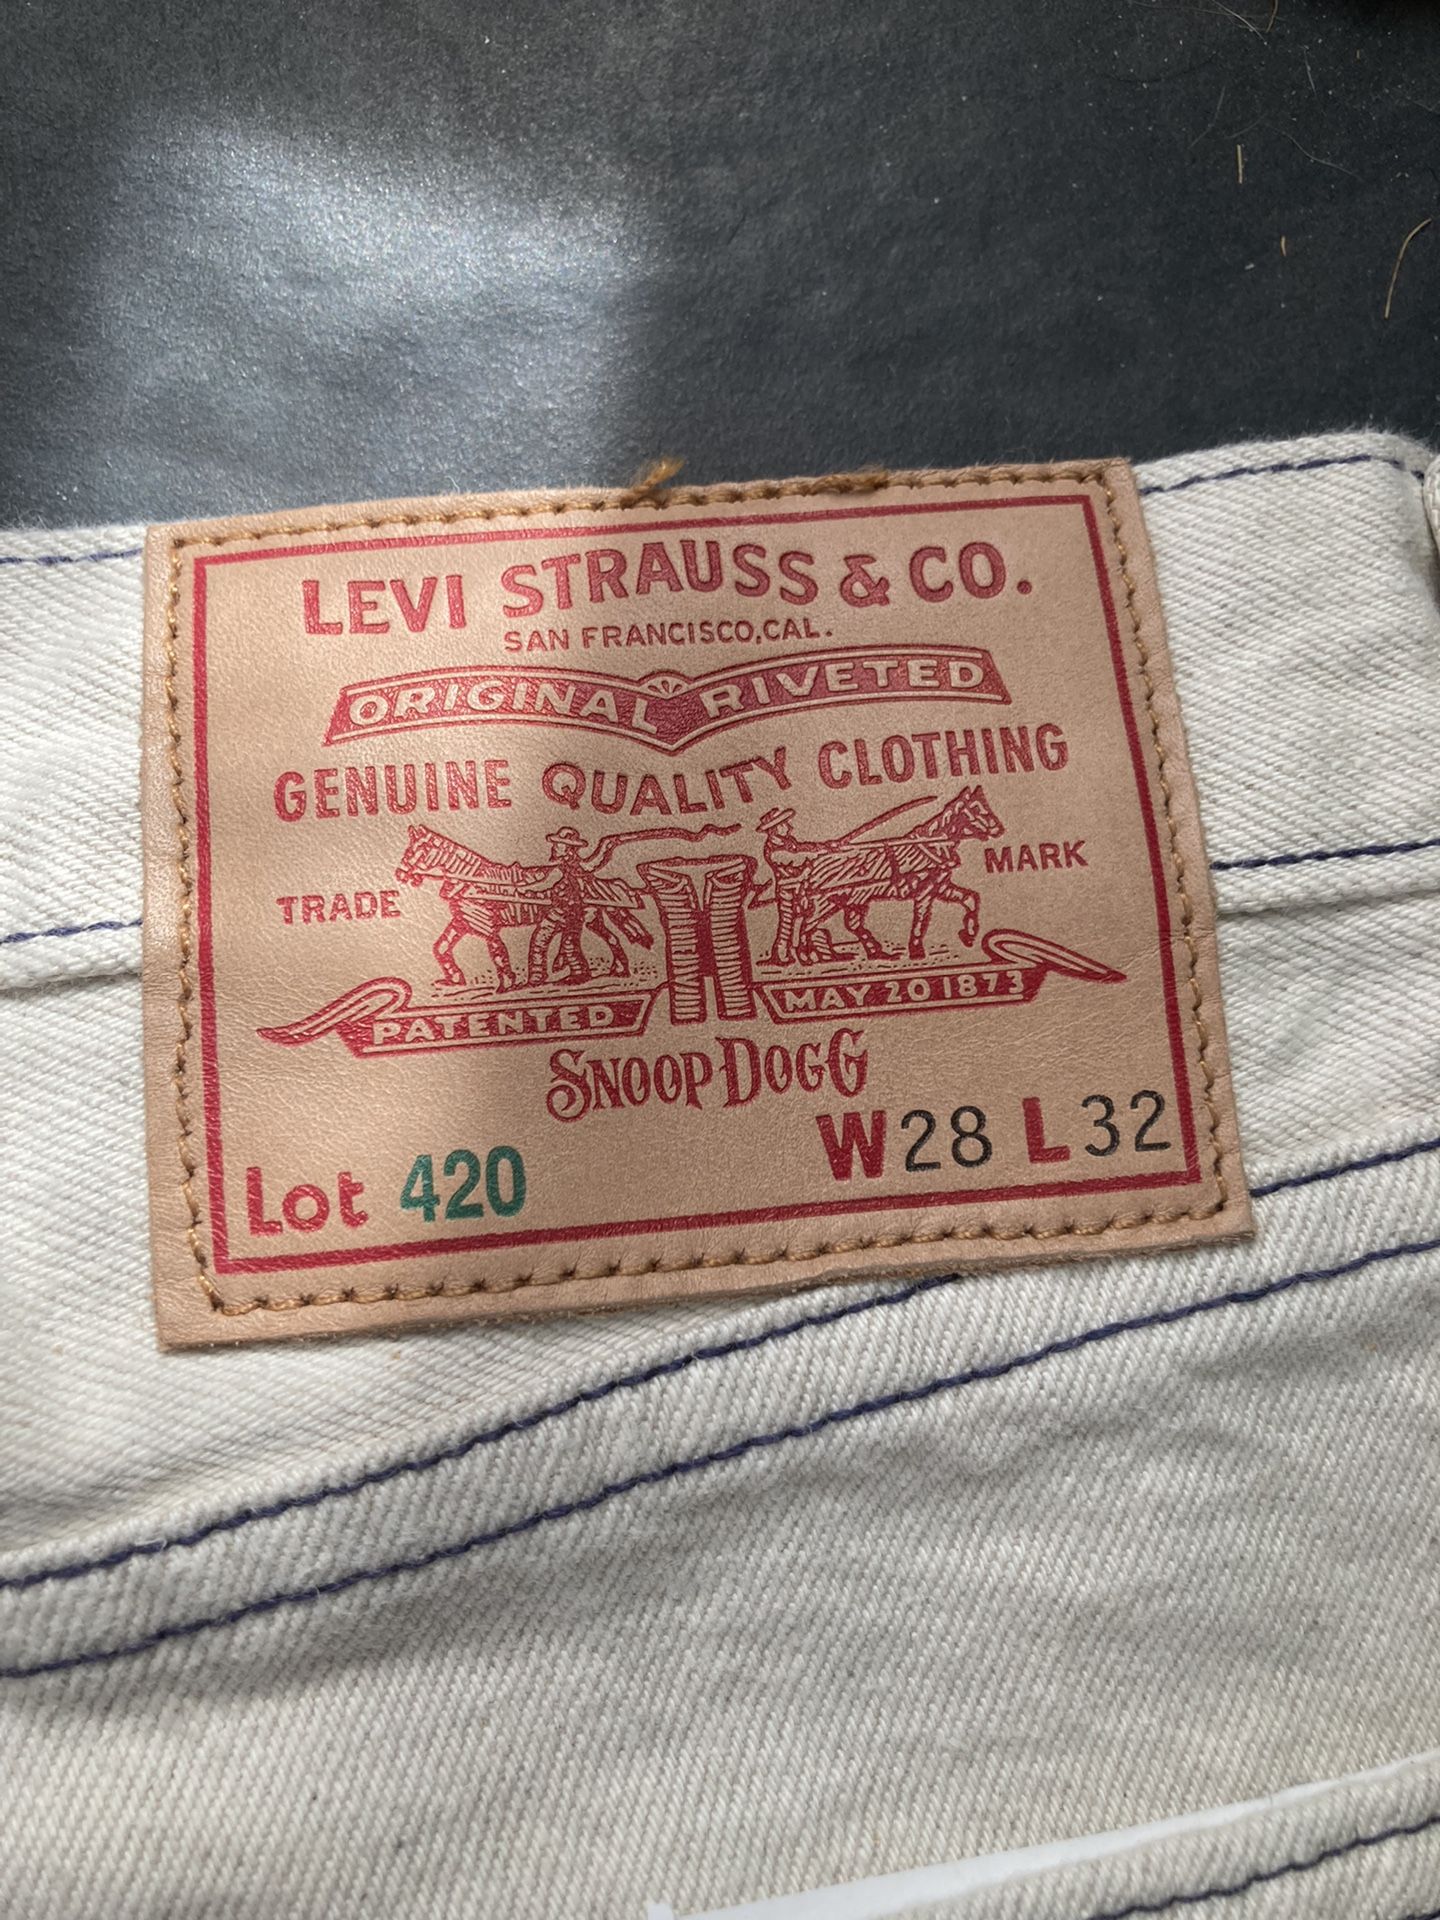 LEVI STRAUSS & CO.
SAN FRANCISCO, CAL.
ORIGINAL RIVETED
GENUINE QUALITY CLOTHING
TRADE MARK
PATENTED MAY 20 1873
SNOOP DOGG
W28 L32
Lot 420